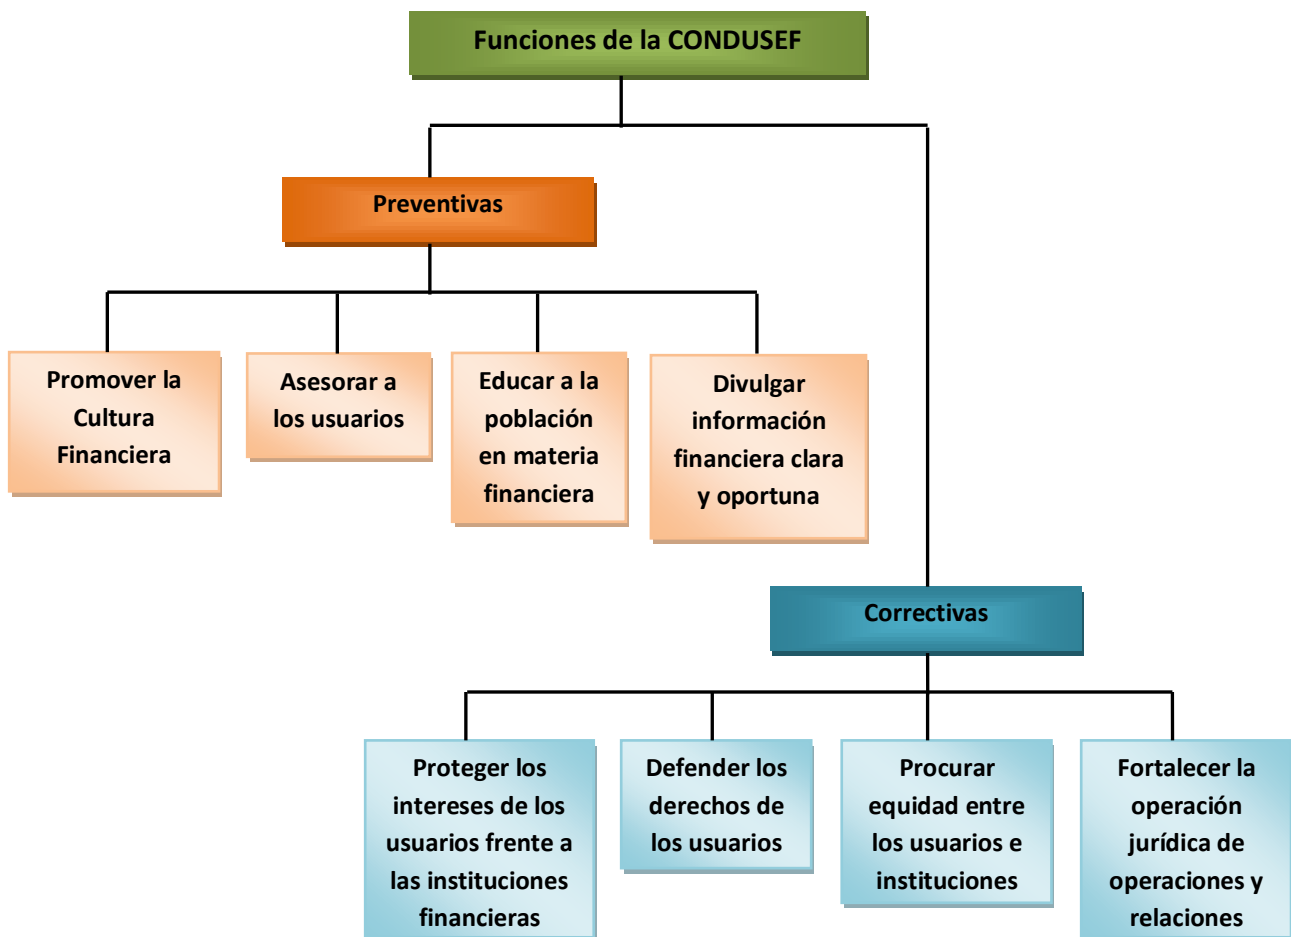 Funciones de la CONDUSEF
Preventivas
Promover la
Cultura
Financiera
Asesorar a
los usuarios
Educar a la
población
en materia
financiera
Divulgar
información
financiera clara
y oportuna
Correctivas
Proteger los
intereses de los
usuarios frente a
las instituciones
financieras
Defender los
derechos de
los usuarios
Procurar
equidad entre
los usuarios e
instituciones
Fortalecer la
operación
jurídica de
operaciones y
relaciones